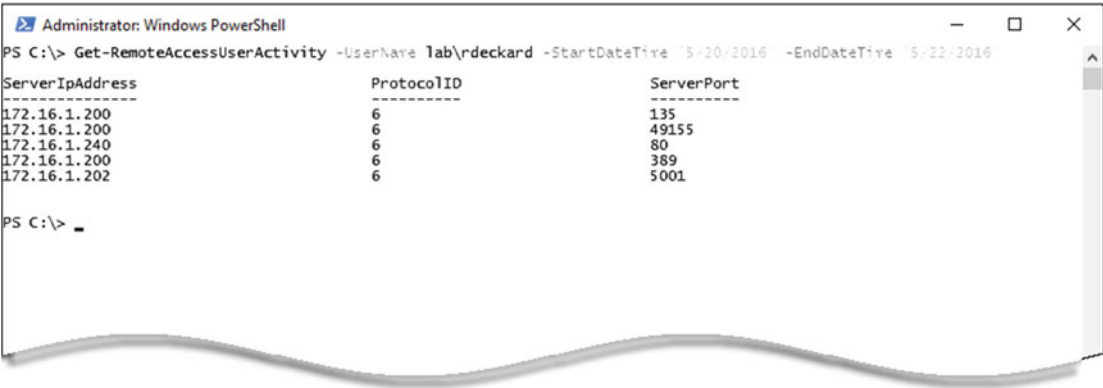 Administrator: Windows PowerShell
PS C:\> Get-RemoteAccessUserActivity -UserName lab\rdeckard -StartDateTime "5/20/2016" -EndDateTime "5/22/2016"
ServerIpAddress ProtocolID ServerPort
--------------- ---------- ----------
172.16.1.200 6 135
172.16.1.200 6 49155
172.16.1.240 6 80
172.16.1.200 6 389
172.16.1.202 6 5001
PS C:\> _